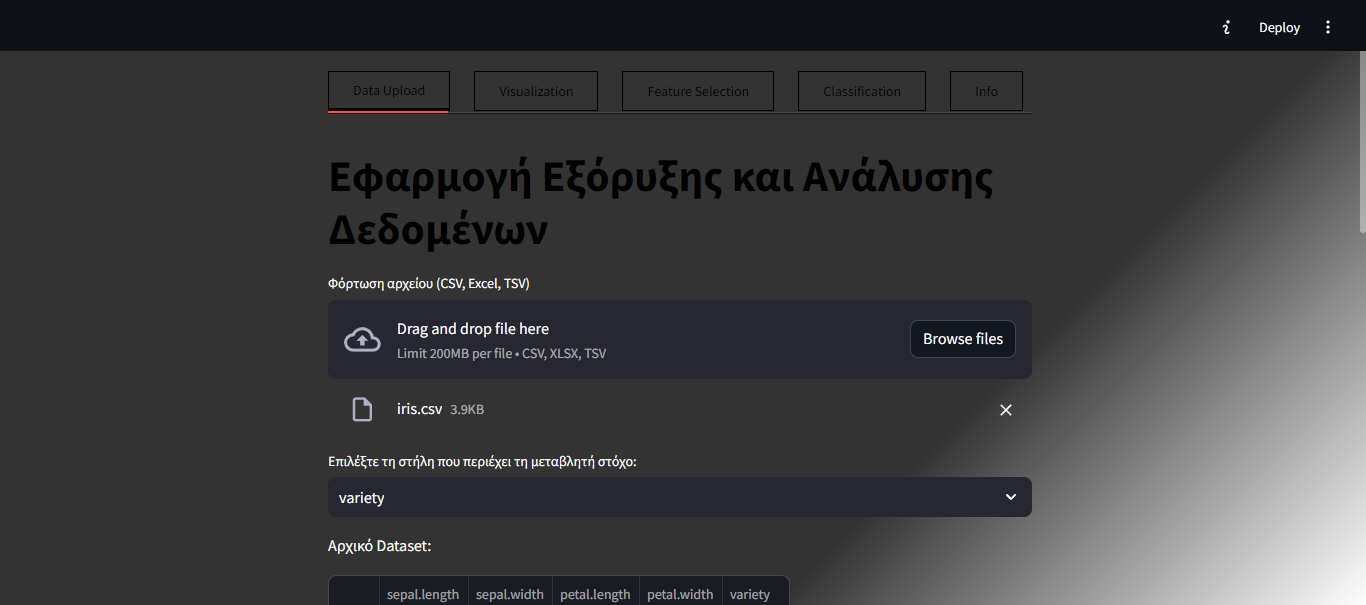 Deploy
Data Upload
Visualization
Feature Selection
Classification
Info
Εφαρμογή Εξόρυξης και Ανάλυσης
Δεδομένων
Φόρτωση αρχείου (CSV, Excel, TSV)
Drag and drop file here
Limit 200MB per file • CSV, XLSX, TSV
Browse files
iris.csv 3.9KB
Επιλέξτε τη στήλη που περιέχει τη μεταβλητή στόχο:
variety
Αρχικό Dataset:
sepal.length sepal.width petal.length petal.width variety